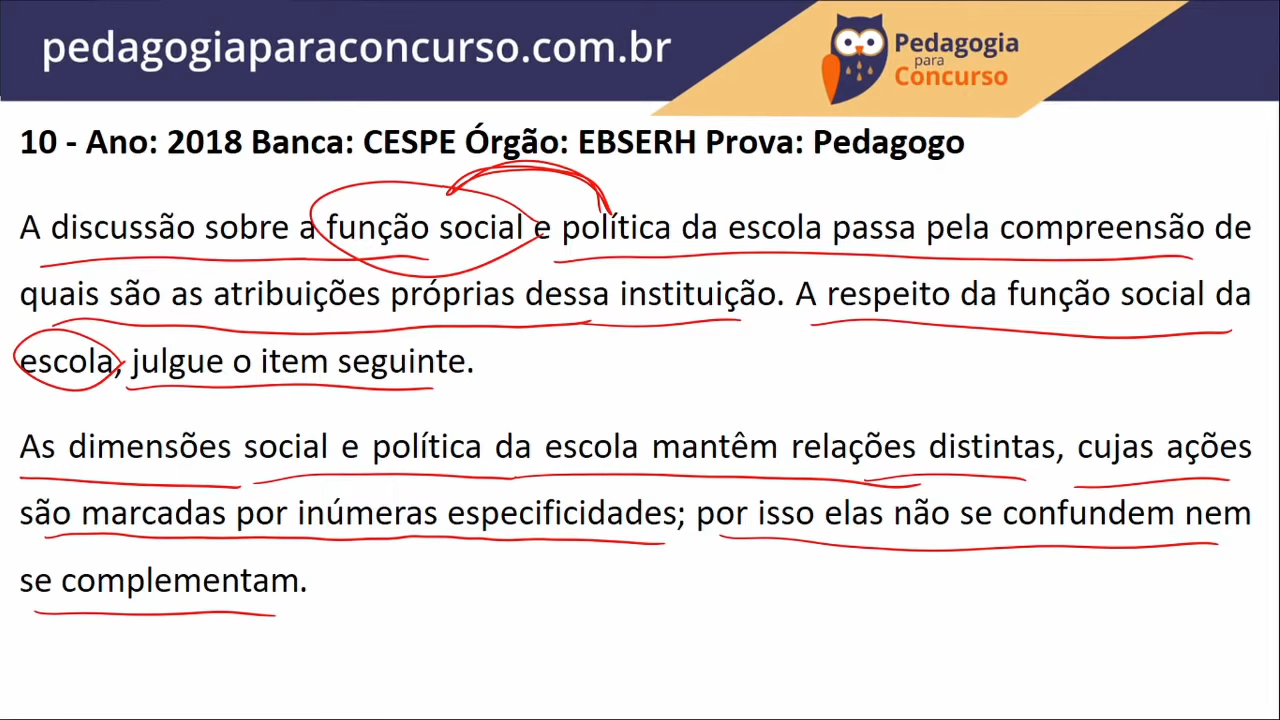 pedagogiaparaconcurso.com.br
Pedagogia
para
Concurso
10 - Ano: 2018 Banca: CESPE Órgão: EBSERH Prova: Pedagogo
A discussão sobre a função social e política da escola passa pela compreensão de
quais são as atribuições próprias dessa instituição. A respeito da função social da
escola, julgue o item seguinte.
As dimensões social e política da escola mantêm relações distintas, cujas ações
são marcadas por inúmeras especificidades; por isso elas não se confundem nem
se complementam.